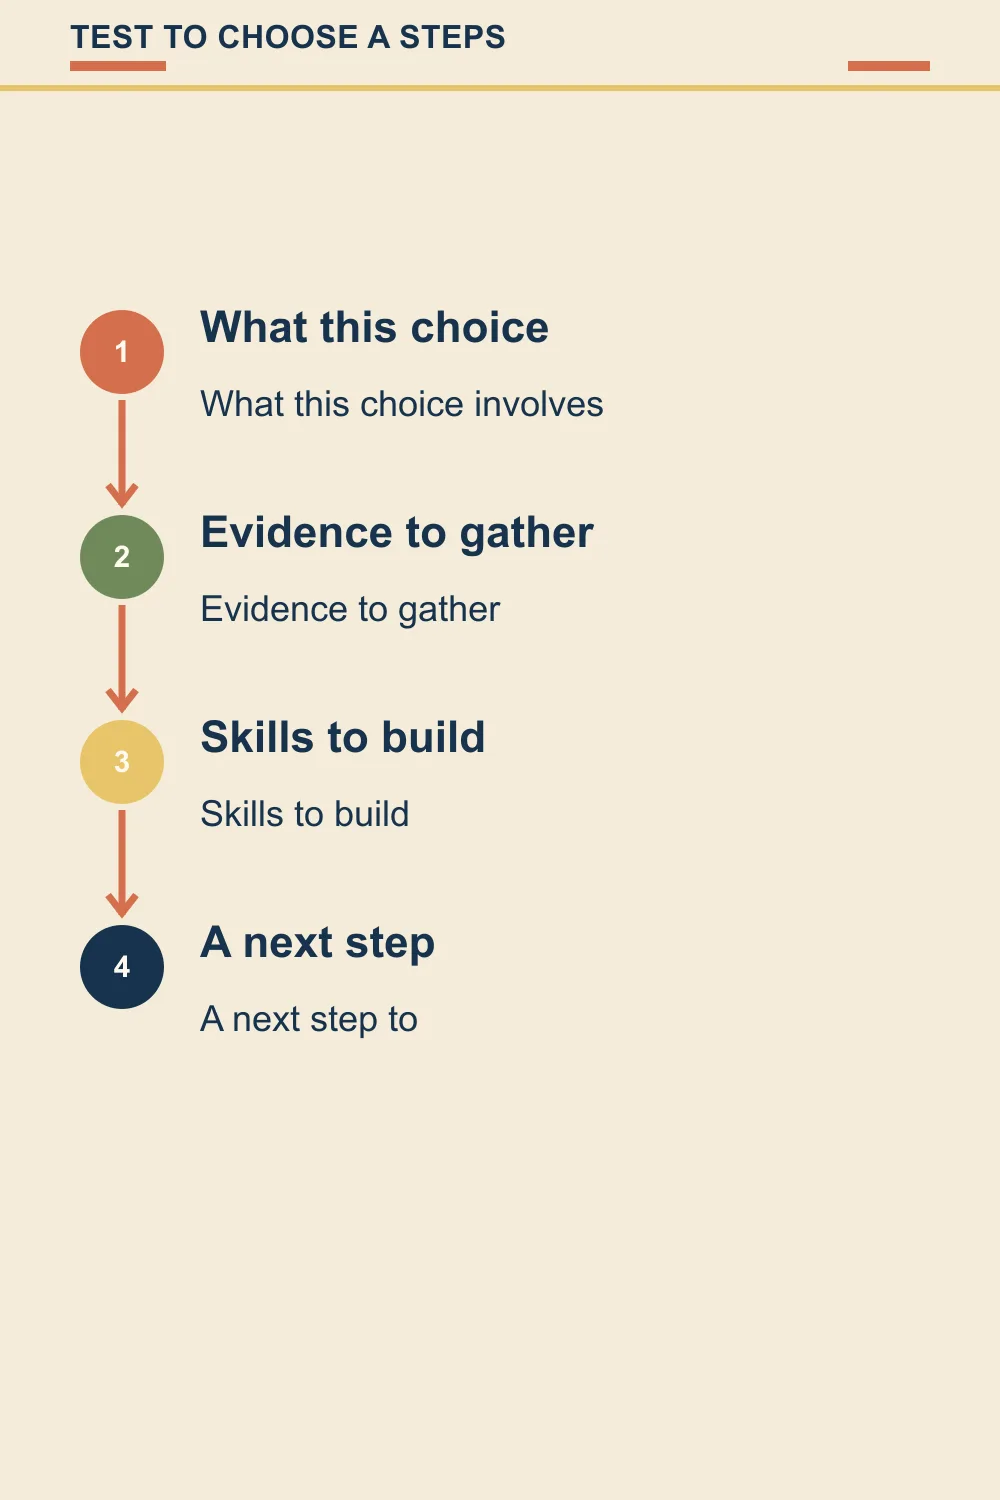 TEST TO CHOOSE A STEPS
1
What this choice
What this choice involves
2
Evidence to gather
Evidence to gather
3
Skills to build
Skills to build
4
A next step
A next step to